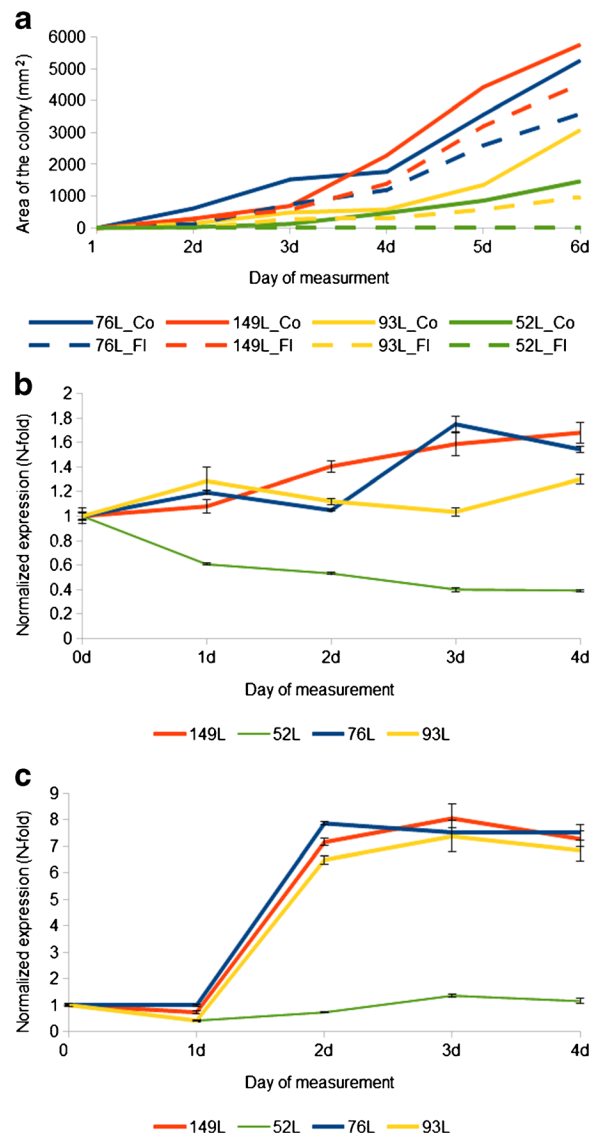 a
Area of the colony (mm²)
6000
5000
4000
3000
2000
1000
0
1 2d 3d 4d 5d 6d
Day of measurment
76L_Co 149L_Co 93L_Co 52L_Co
76L_Fl 149L_Fl 93L_Fl 52L_Fl
b
Normalized expression (N-fold)
2
1.8
1.6
1.4
1.2
1
0.8
0.6
0.4
0.2
0
0d 1d 2d 3d 4d
Day of measurement
149L 52L 76L 93L
c
Normalized expression (N-fold)
9
8
7
6
5
4
3
2
1
0
0 1d 2d 3d 4d
Day of measurement
149L 52L 76L 93L